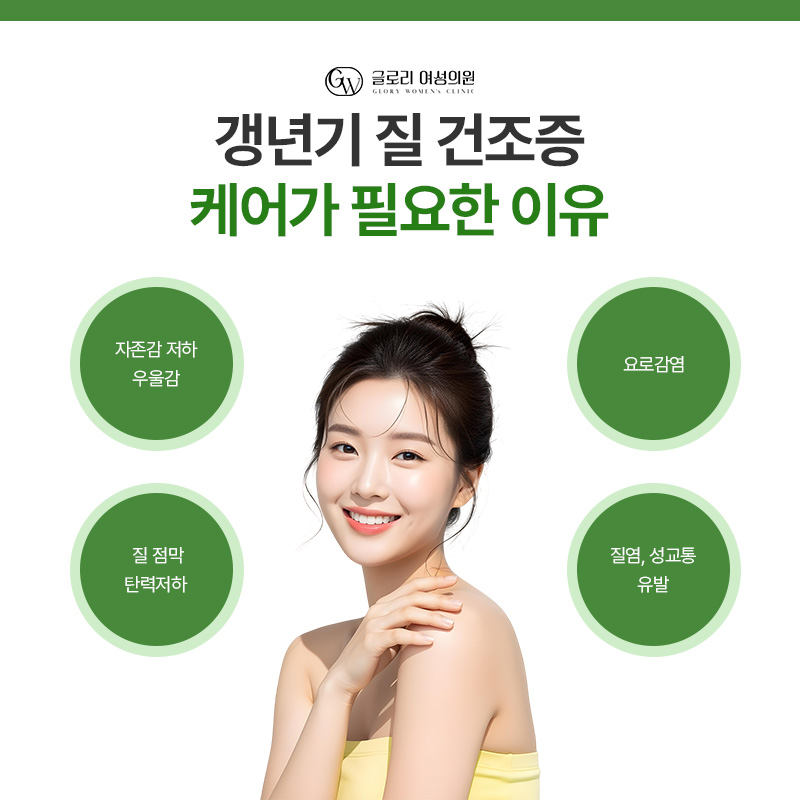 GW
글로리 여성의원
GLORY WOMEN's CLINIC
갱년기 질 건조증
케어가 필요한 이유
자존감 저하
우울감
요로감염
질 점막
탄력저하
질염, 성교통
유발